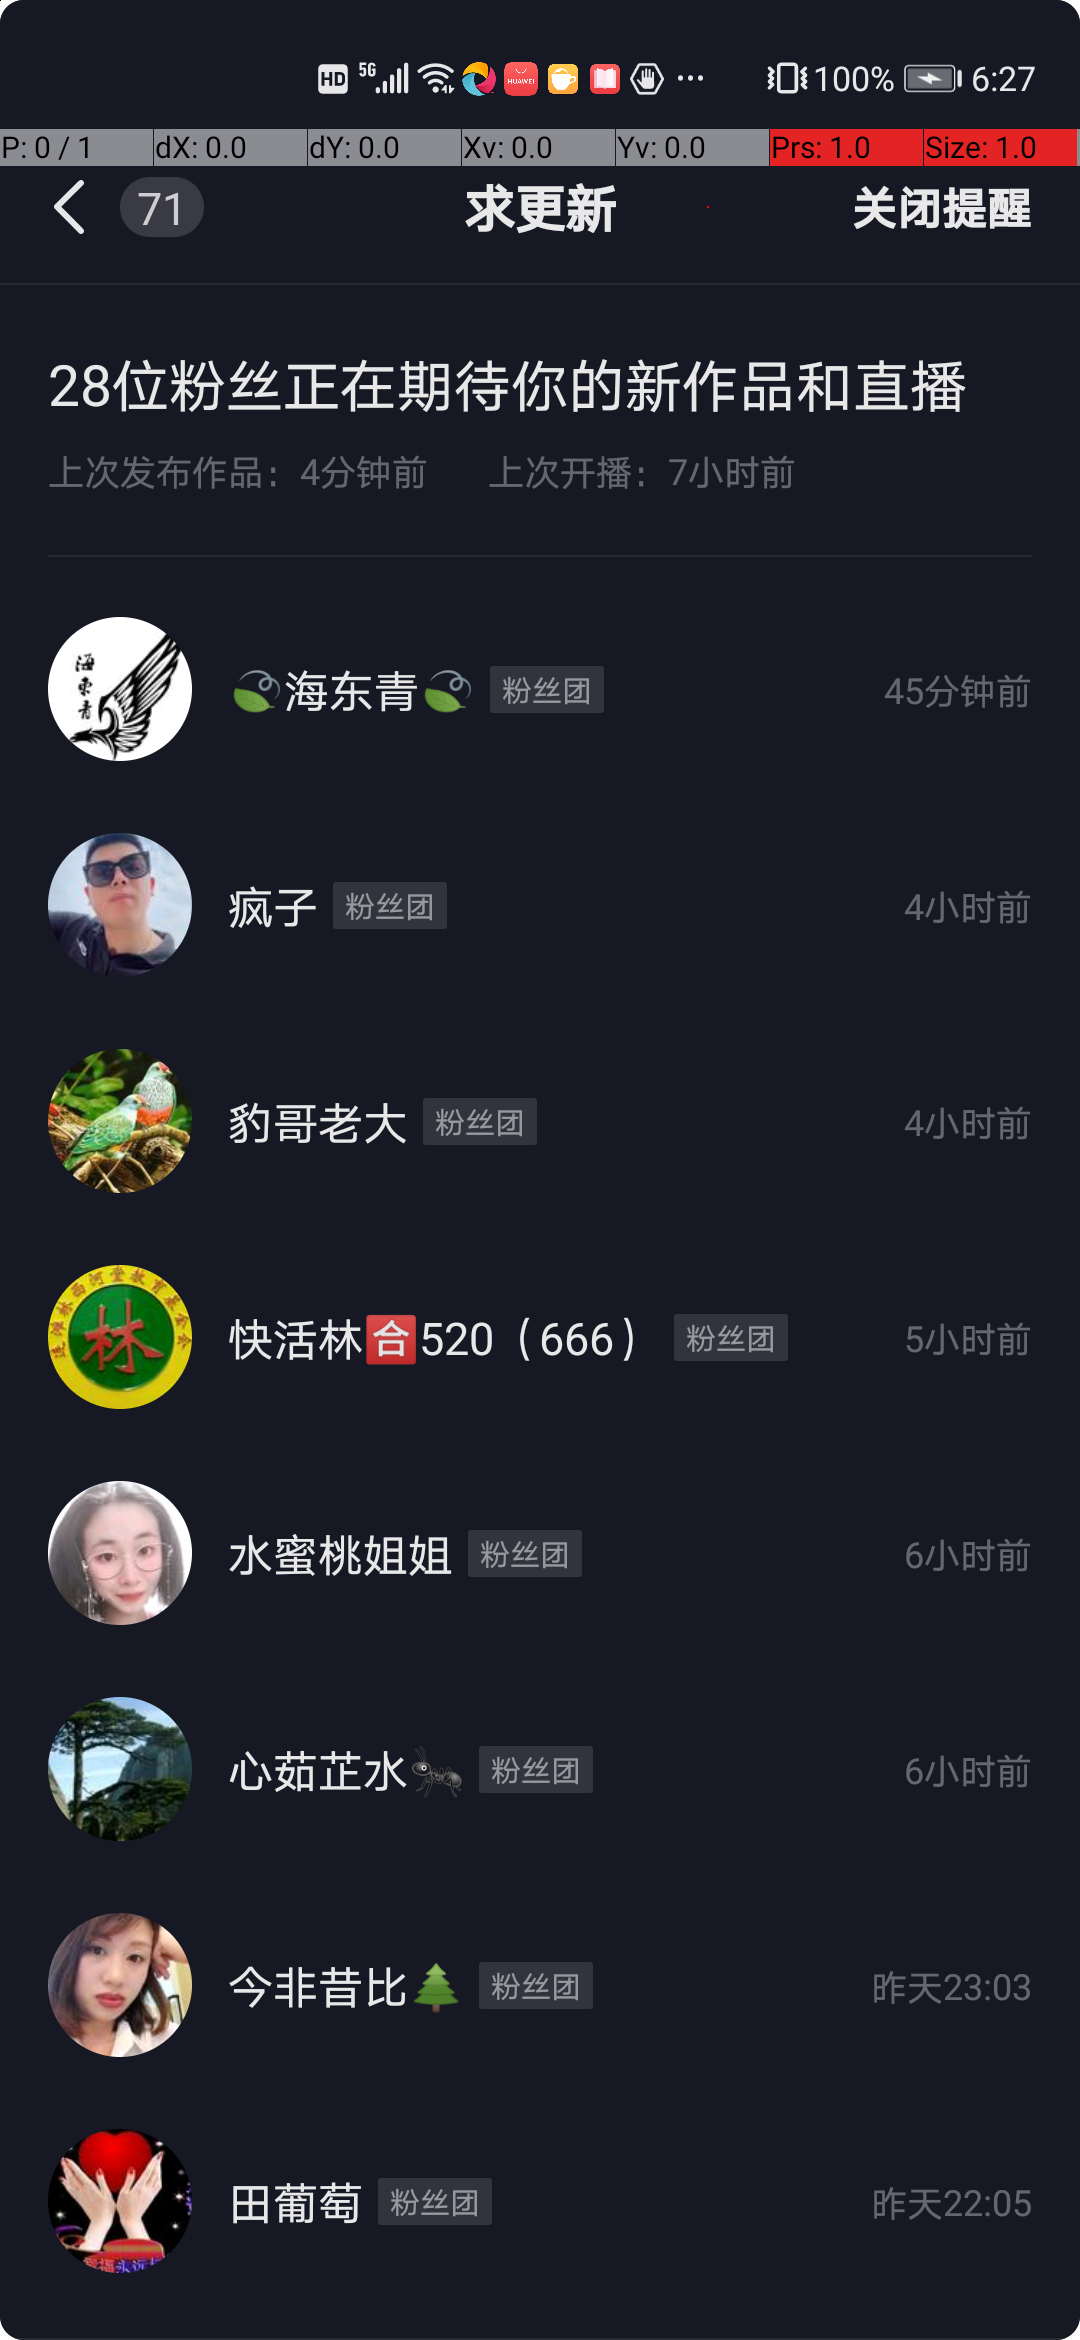 HD 5G HUAWEI 100% 6:27
P: 0 / 1 dX: 0.0 dY: 0.0 Xv: 0.0 Yv: 0.0 Prs: 1.0 Size: 1.0
71 求更新 关闭提醒
28位粉丝正在期待你的新作品和直播
上次发布作品：4分钟前 上次开播：7小时前
海東青
🍃海东青🍃 粉丝团 45分钟前
疯子 粉丝团 4小时前
豹哥老大 粉丝团 4小时前
林
快活林🈴520（666） 粉丝团 5小时前
水蜜桃姐姐 粉丝团 6小时前
心茹芷水🐜 粉丝团 6小时前
今非昔比🌲 粉丝团 昨天23:03
田葡萄 粉丝团 昨天22:05